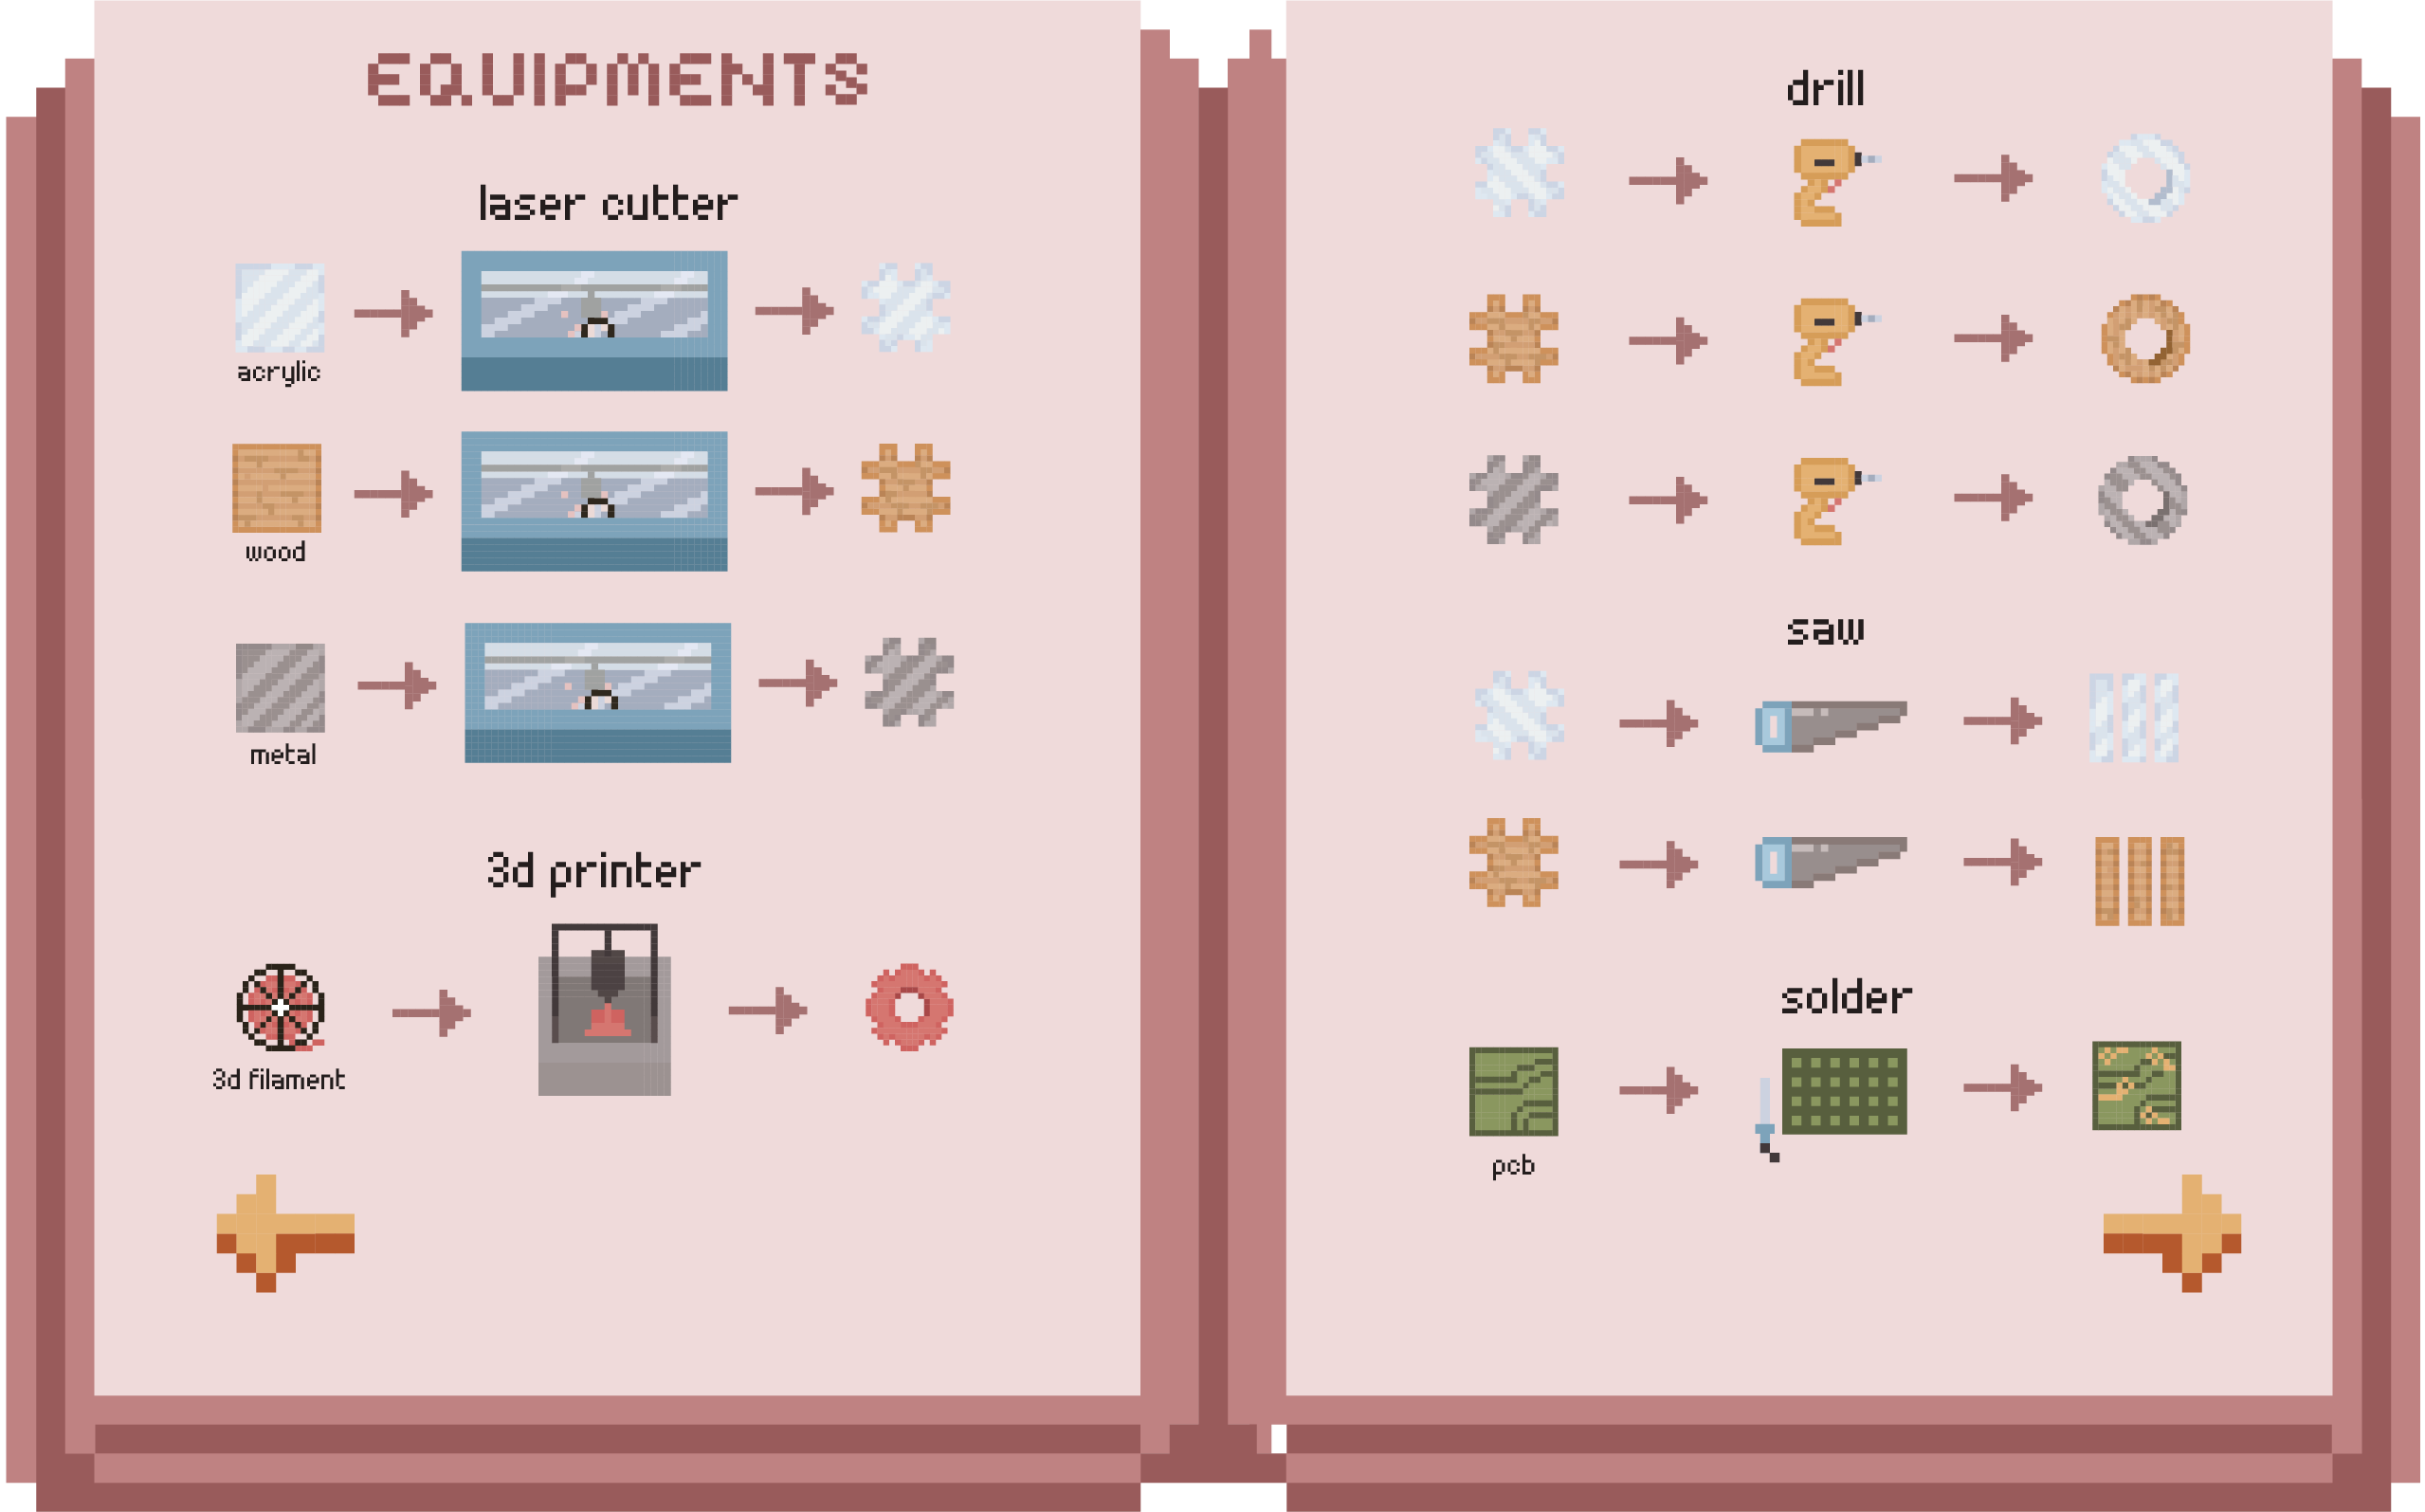 EQUIPMENTS
laser cutter
acrylic
wood
metal
3d printer
3d filament
drill
saw
solder
pcb